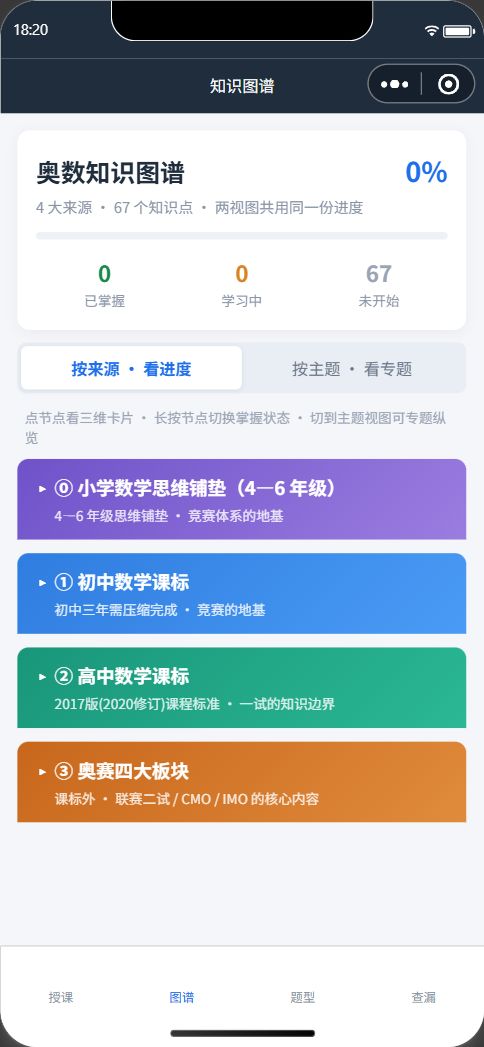 18:20
知识图谱
奥数知识图谱
0%
4 大来源 · 67 个知识点 · 两视图共用同一份进度
0
0
67
已掌握
学习中
未开始
按来源 · 看进度
按主题 · 看专题
点节点看三维卡片 · 长按节点切换掌握状态 · 切到主题视图可专题纵
览
▸ ⓪ 小学数学思维铺垫（4—6 年级）
4—6 年级思维铺垫 · 竞赛体系的地基
▸ ① 初中数学课标
初中三年需压缩完成 · 竞赛的地基
▸ ② 高中数学课标
2017版(2020修订)课程标准 · 一试的知识边界
▸ ③ 奥赛四大板块
课标外 · 联赛二试 / CMO / IMO 的核心内容
授课
图谱
题型
查漏